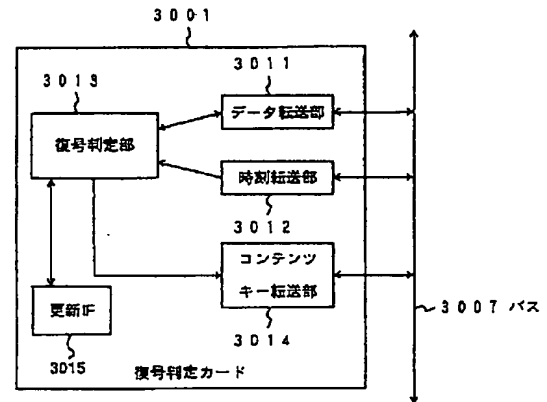 3001
3011
3013
データ転送部
復号判定部
時刻転送部
3012
コンテンツ
キー転送部
更新IF
3014
3015
3007 バス
復号判定カード